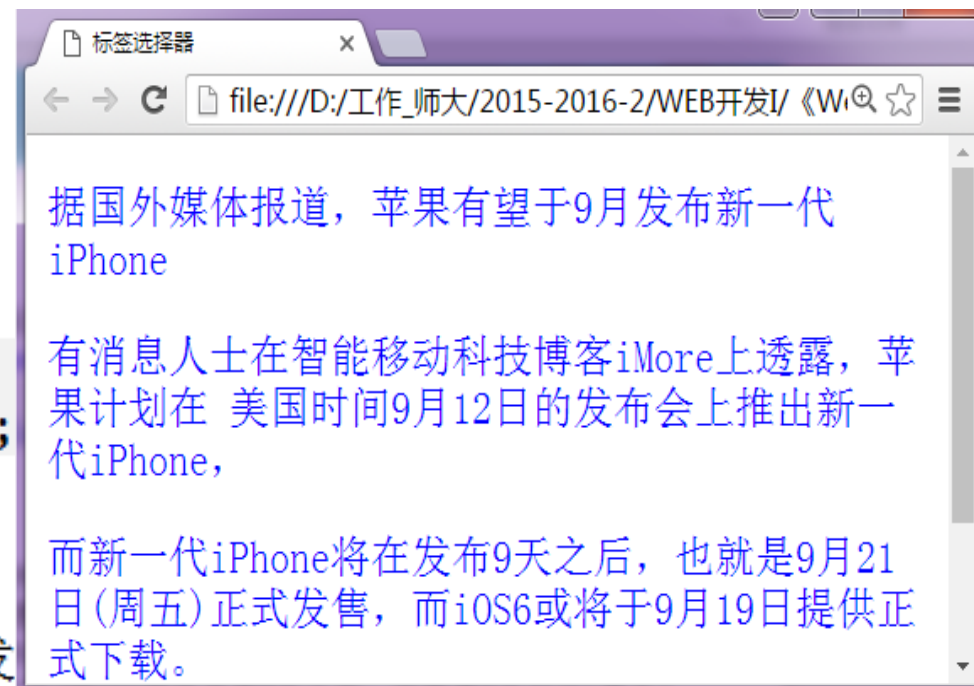 标签选择器
file:///D:/工作_师大/2015-2016-2/WEB开发I/《W
据国外媒体报道，苹果有望于9月发布新一代
iPhone
有消息人士在智能移动科技博客iMore上透露，苹
果计划在 美国时间9月12日的发布会上推出新一
;
代iPhone，
而新一代iPhone将在发布9天之后，也就是9月21
日(周五)正式发售，而iOS6或将于9月19日提供正
式下载。